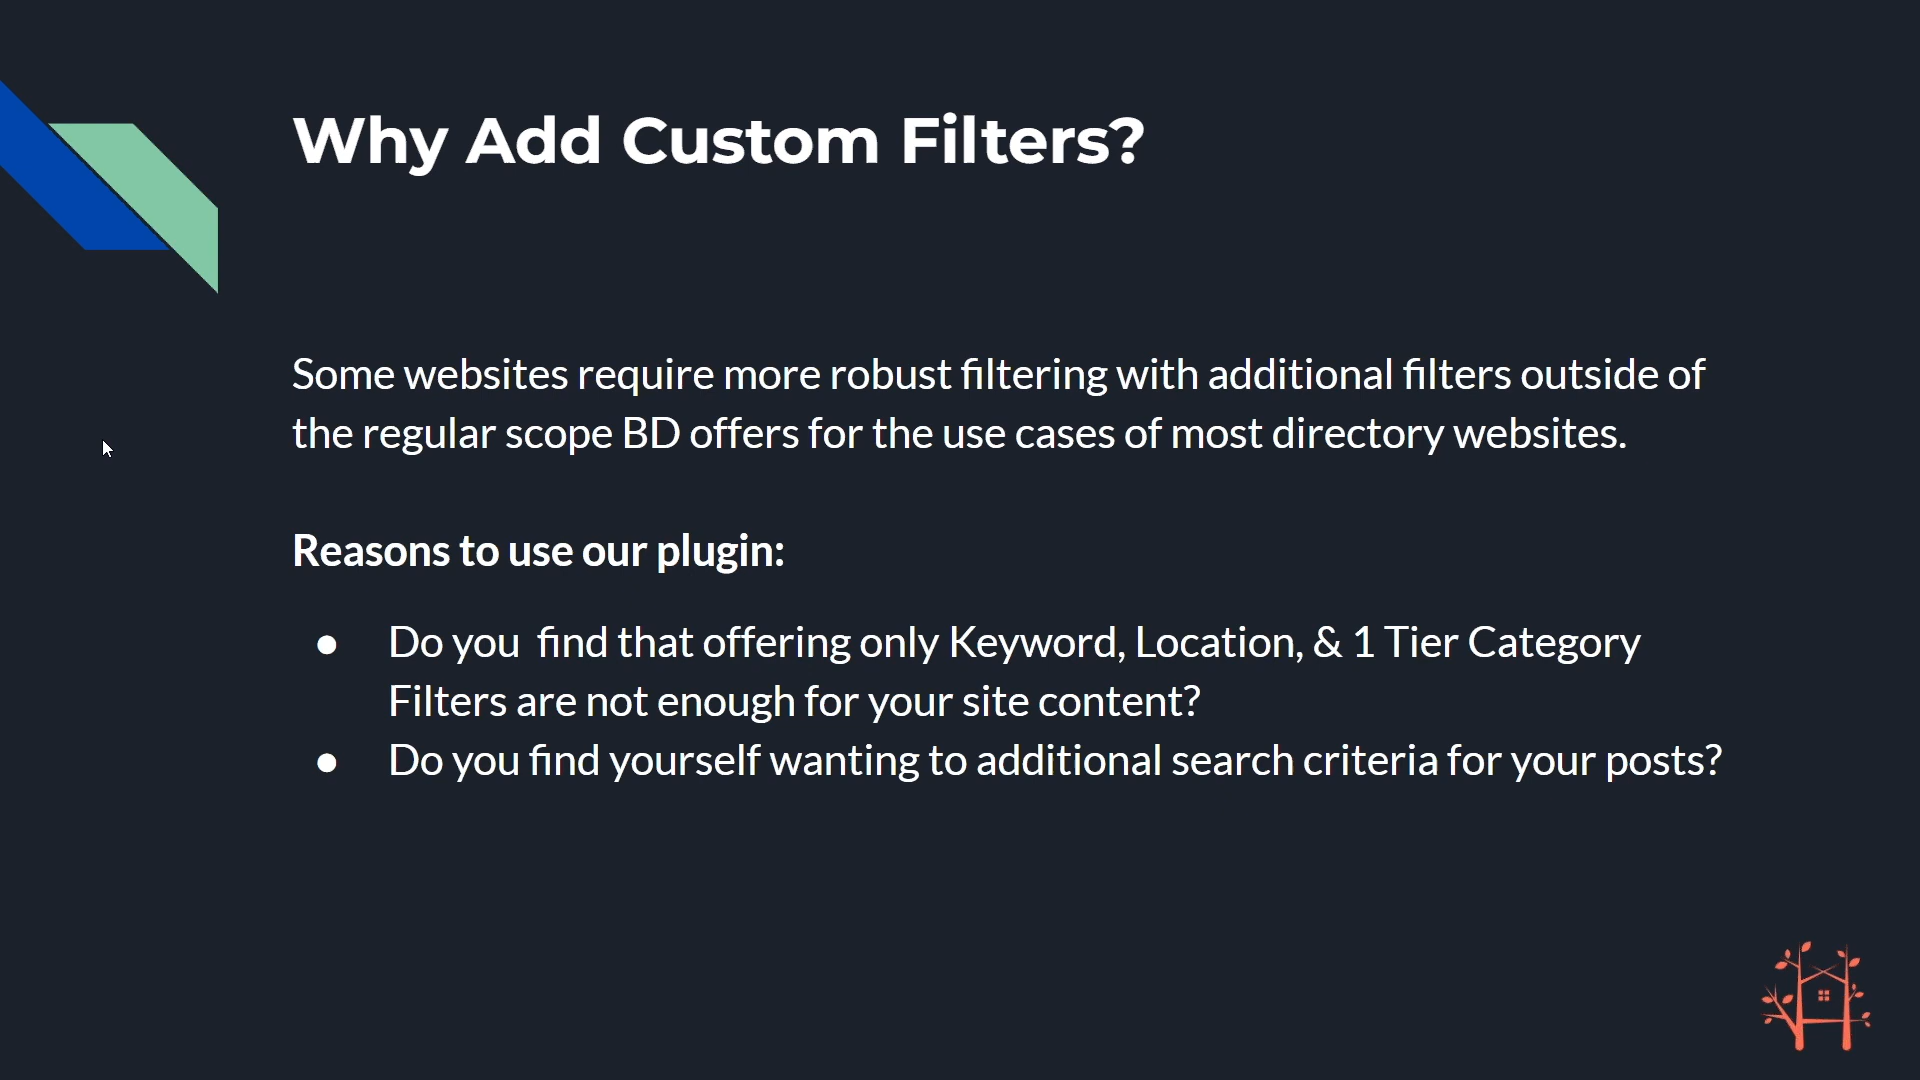 Why Add Custom Filters?
Some websites require more robust filtering with additional filters outside of
the regular scope BD offers for the use cases of most directory websites.
Reasons to use our plugin:
● Do you  find that offering only Keyword, Location, & 1 Tier Category
Filters are not enough for your site content?
● Do you find yourself wanting to additional search criteria for your posts?